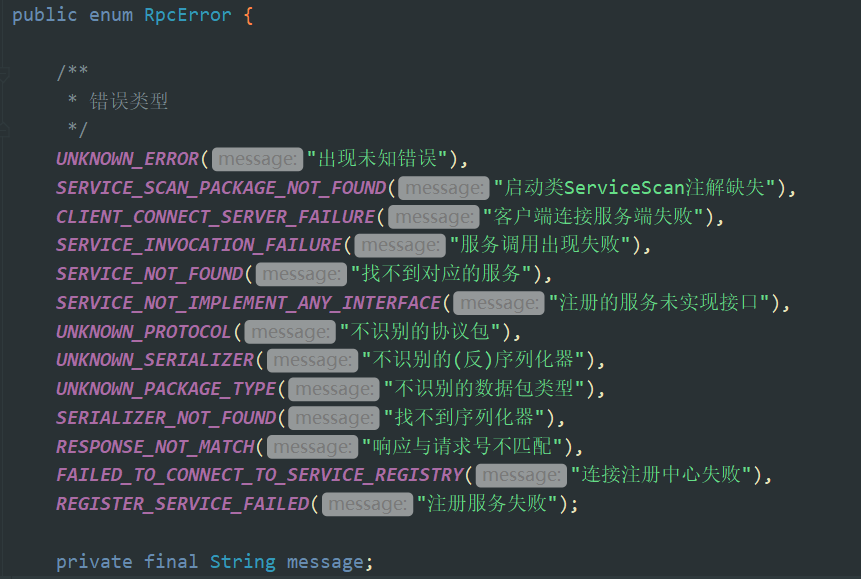 public enum RpcError {
/**
* 错误类型
*/
UNKNOWN_ERROR( message: "出现未知错误"),
SERVICE_SCAN_PACKAGE_NOT_FOUND( message: "启动类ServiceScan注解缺失"),
CLIENT_CONNECT_SERVER_FAILURE( message: "客户端连接服务端失败"),
SERVICE_INVOCATION_FAILURE( message: "服务调用出现失败"),
SERVICE_NOT_FOUND( message: "找不到对应的服务"),
SERVICE_NOT_IMPLEMENT_ANY_INTERFACE( message: "注册的服务未实现接口"),
UNKNOWN_PROTOCOL( message: "不识别的协议包"),
UNKNOWN_SERIALIZER( message: "不识别的(反)序列化器"),
UNKNOWN_PACKAGE_TYPE( message: "不识别的数据包类型"),
SERIALIZER_NOT_FOUND( message: "找不到序列化器"),
RESPONSE_NOT_MATCH( message: "响应与请求号不匹配"),
FAILED_TO_CONNECT_TO_SERVICE_REGISTRY( message: "连接注册中心失败"),
REGISTER_SERVICE_FAILED( message: "注册服务失败");
private final String message;